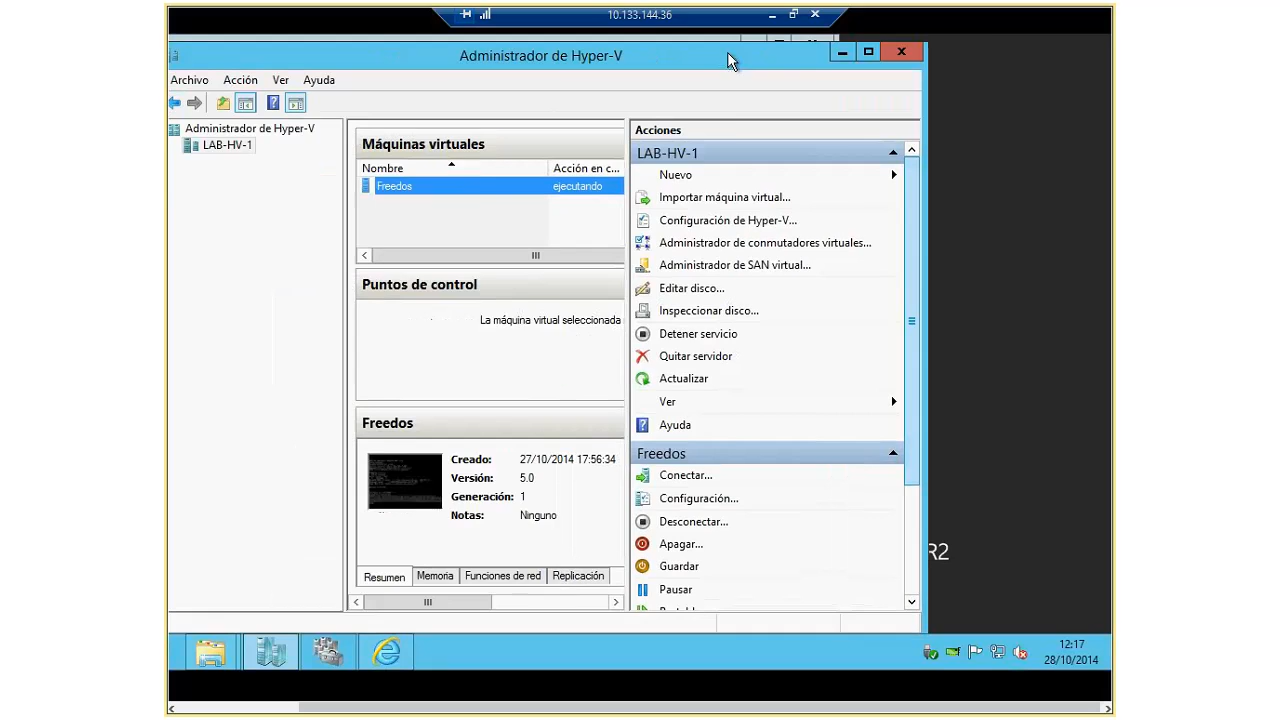 10.133.144.36
Administrador de Hyper-V
Archivo Acción Ver Ayuda
Administrador de Hyper-V
LAB-HV-1
Máquinas virtuales
Nombre Acción en c...
Freedos ejecutando
Puntos de control
La máquina virtual seleccionada
Freedos
Creado: 27/10/2014 17:56:34
Versión: 5.0
Generación: 1
Notas: Ninguno
Resumen Memoria Funciones de red Replicación
Acciones
LAB-HV-1
Nuevo
Importar máquina virtual...
Configuración de Hyper-V...
Administrador de conmutadores virtuales...
Administrador de SAN virtual...
Editar disco...
Inspeccionar disco...
Detener servicio
Quitar servidor
Actualizar
Ver
Ayuda
Freedos
Conectar...
Configuración...
Desconectar...
Apagar...
Guardar
Pausar
R2
12:17
28/10/2014